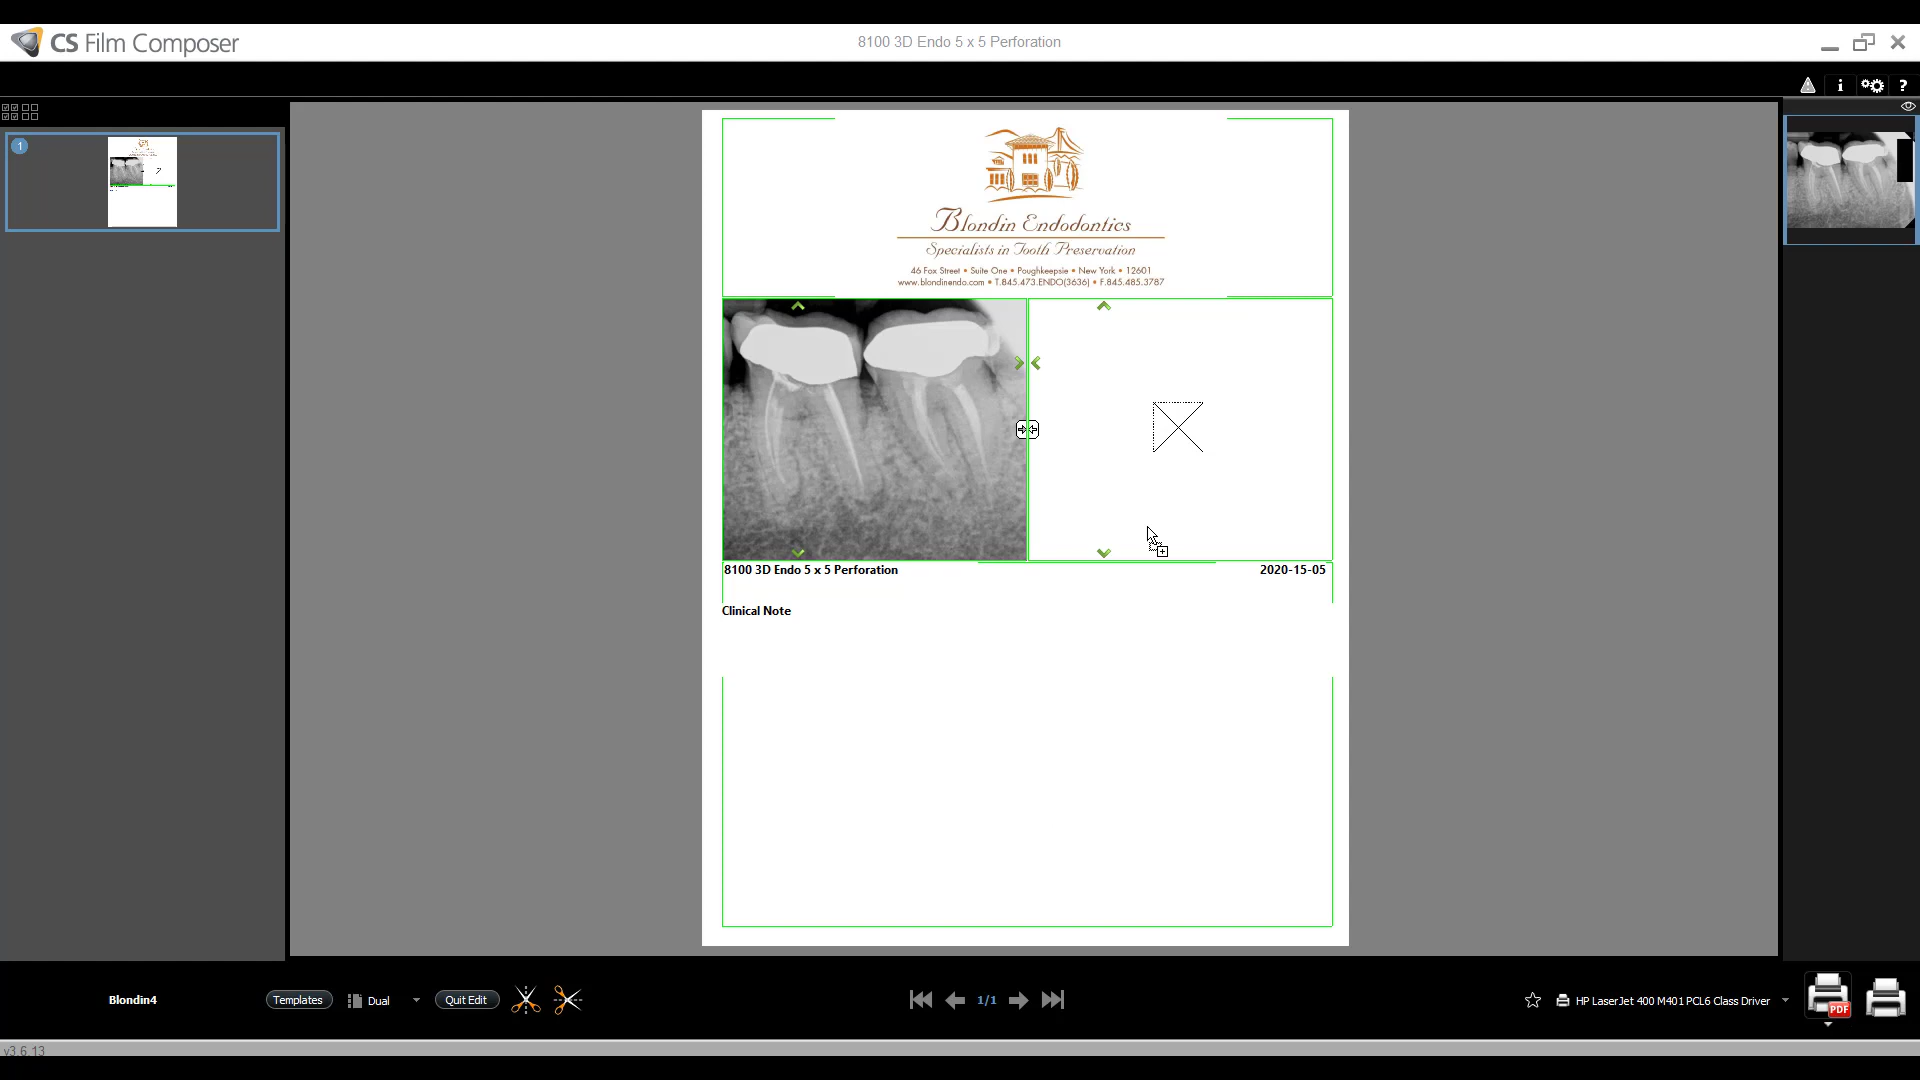 CS Film Composer
8100 3D Endo 5 x 5 Perforation
i
?
1
Blondin Endodontics
Specialists in Tooth Preservation
46 Fox Street • Suite One • Poughkeepsie • New York • 12601
www.blondinendo.com • T.845.473.ENDO(3636) • F.845.485.3787
8100 3D Endo 5 x 5 Perforation 2020-15-05
Clinical Note
Blondin4 Templates Dual Quit Edit 1/1 HP LaserJet 400 M401 PCL6 Class Driver PDF
v3.6.13